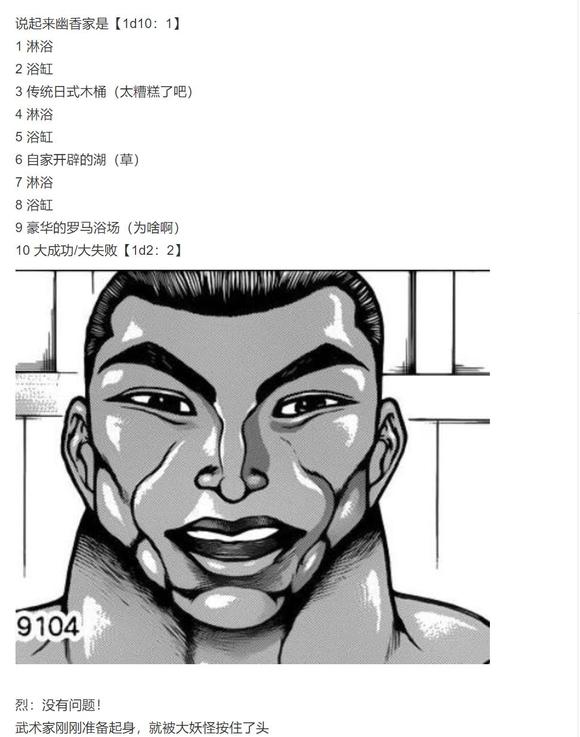 说起来幽香家是【1d10：1】
1 淋浴
2 浴缸
3 传统日式木桶（太糟糕了吧）
4 淋浴
5 浴缸
6 自家开辟的湖（草）
7 淋浴
8 浴缸
9 豪华的罗马浴场（为啥啊）
10 大成功/大失败【1d2：2】
9104
烈：没有问题！
武术家刚刚准备起身，就被大妖怪按住了头